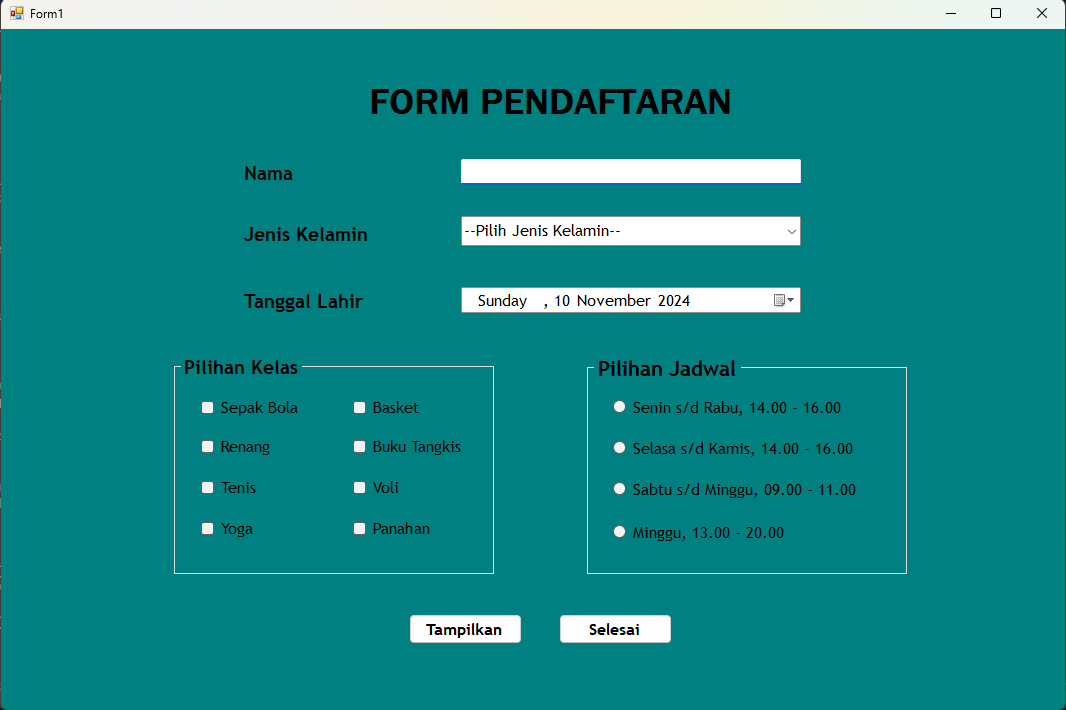 Form1
FORM PENDAFTARAN
Nama
Jenis Kelamin
--Pilih Jenis Kelamin--
Tanggal Lahir
Sunday , 10 November 2024
Pilihan Kelas
Sepak Bola
Basket
Renang
Buku Tangkis
Tenis
Voli
Yoga
Panahan
Pilihan Jadwal
Senin s/d Rabu, 14.00 - 16.00
Selasa s/d Kamis, 14.00 - 16.00
Sabtu s/d Minggu, 09.00 - 11.00
Minggu, 13.00 - 20.00
Tampilkan
Selesai